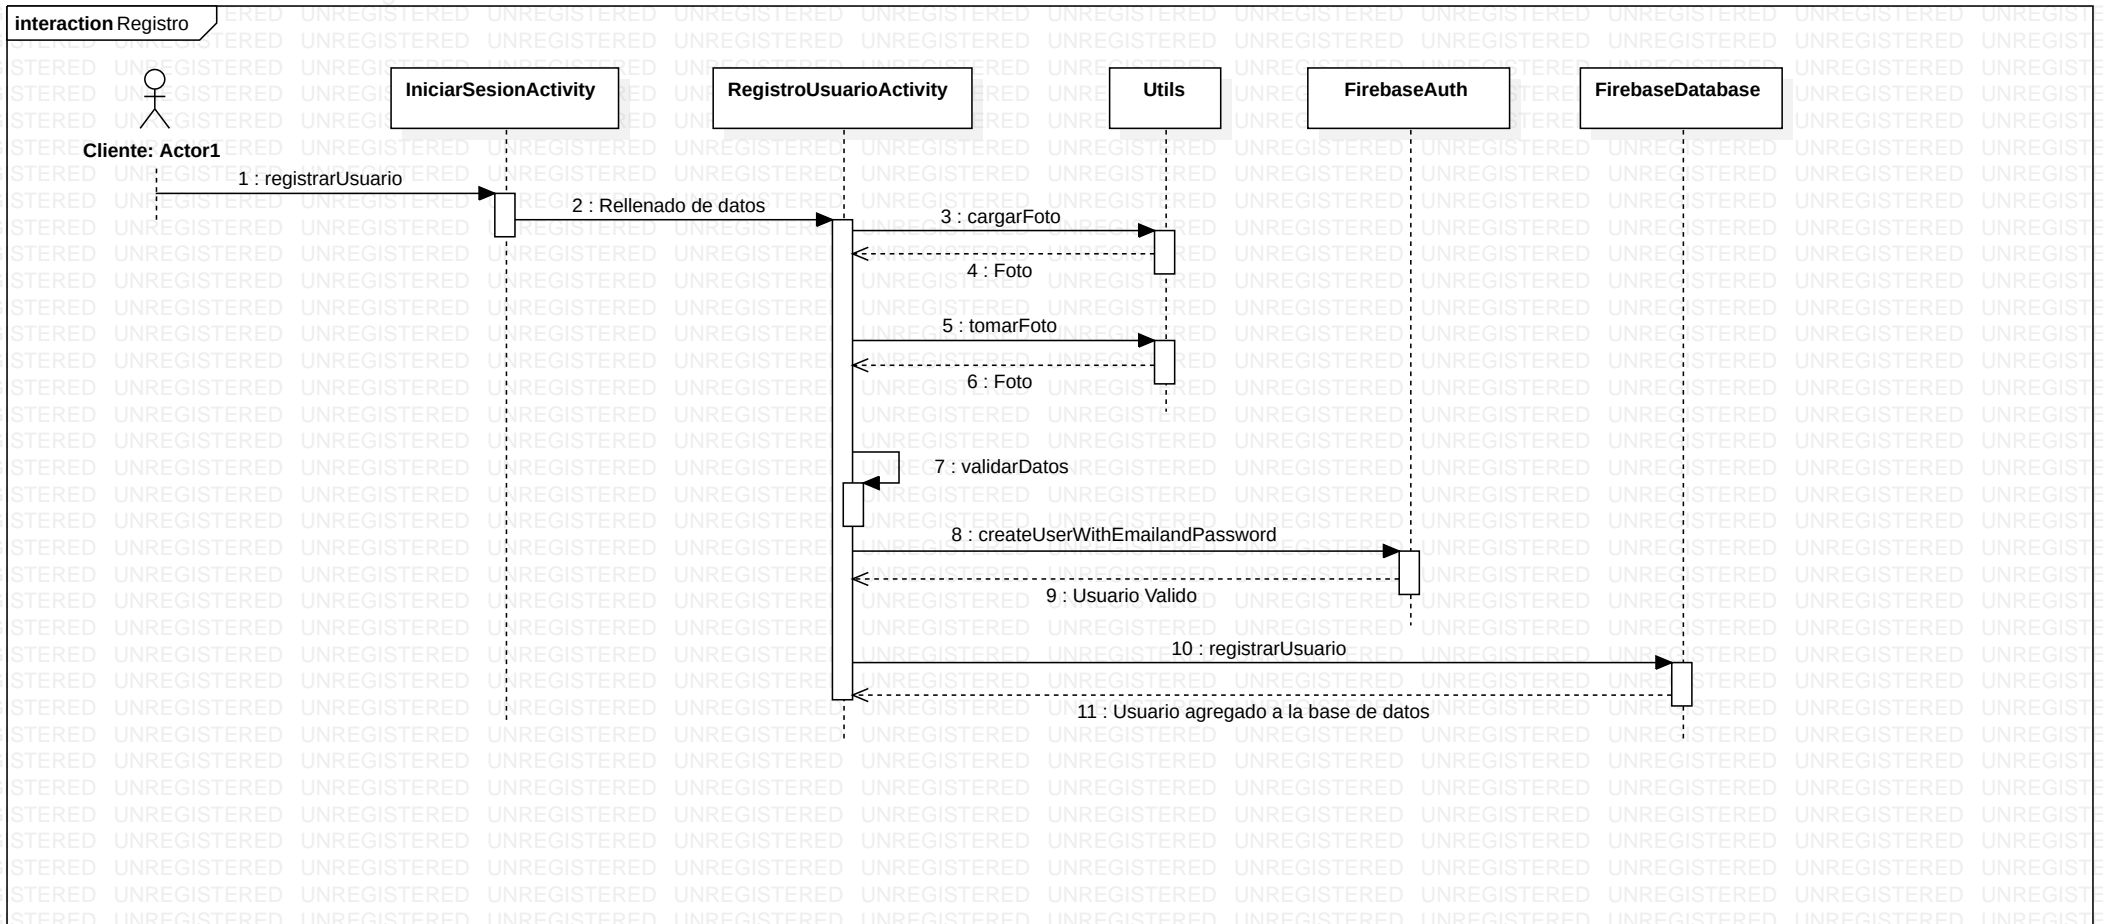 interaction Registro
Cliente: Actor1
IniciarSesionActivity
RegistroUsuarioActivity
Utils
FirebaseAuth
FirebaseDatabase
1 : registrarUsuario
2 : Rellenado de datos
3 : cargarFoto
4 : Foto
5 : tomarFoto
6 : Foto
7 : validarDatos
8 : createUserWithEmailandPassword
9 : Usuario Valido
10 : registrarUsuario
11 : Usuario agregado a la base de datos
UNREGISTERED